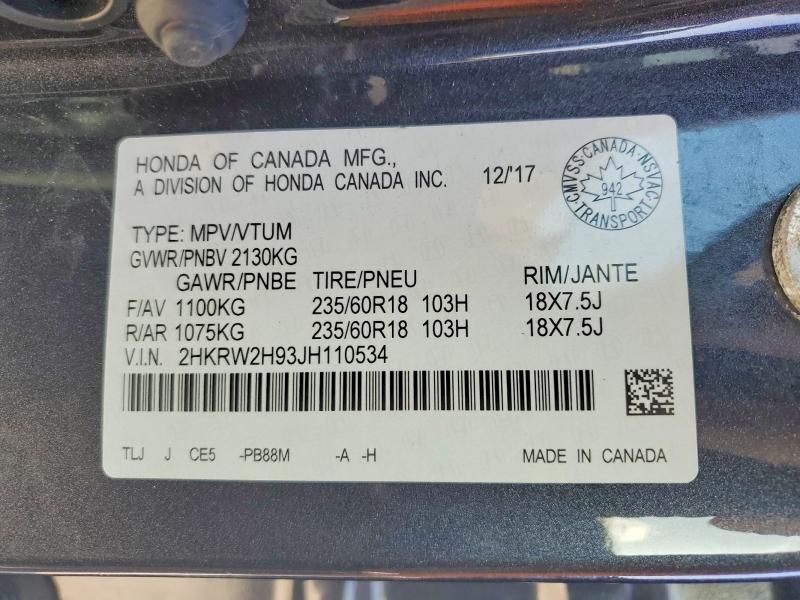 HONDA OF CANADA MFG.,
A DIVISION OF HONDA CANADA INC. 12/'17
CMVSS·CANADA·NSVAC
942
TRANSPORT
TYPE: MPV/VTUM
GVWR/PNBV 2130KG
GAWR/PNBE TIRE/PNEU RIM/JANTE
F/AV 1100KG 235/60R18 103H 18X7.5J
R/AR 1075KG 235/60R18 103H 18X7.5J
V.I.N. 2HKRW2H93JH110534
TLJ J CE5 -PB88M -A -H MADE IN CANADA